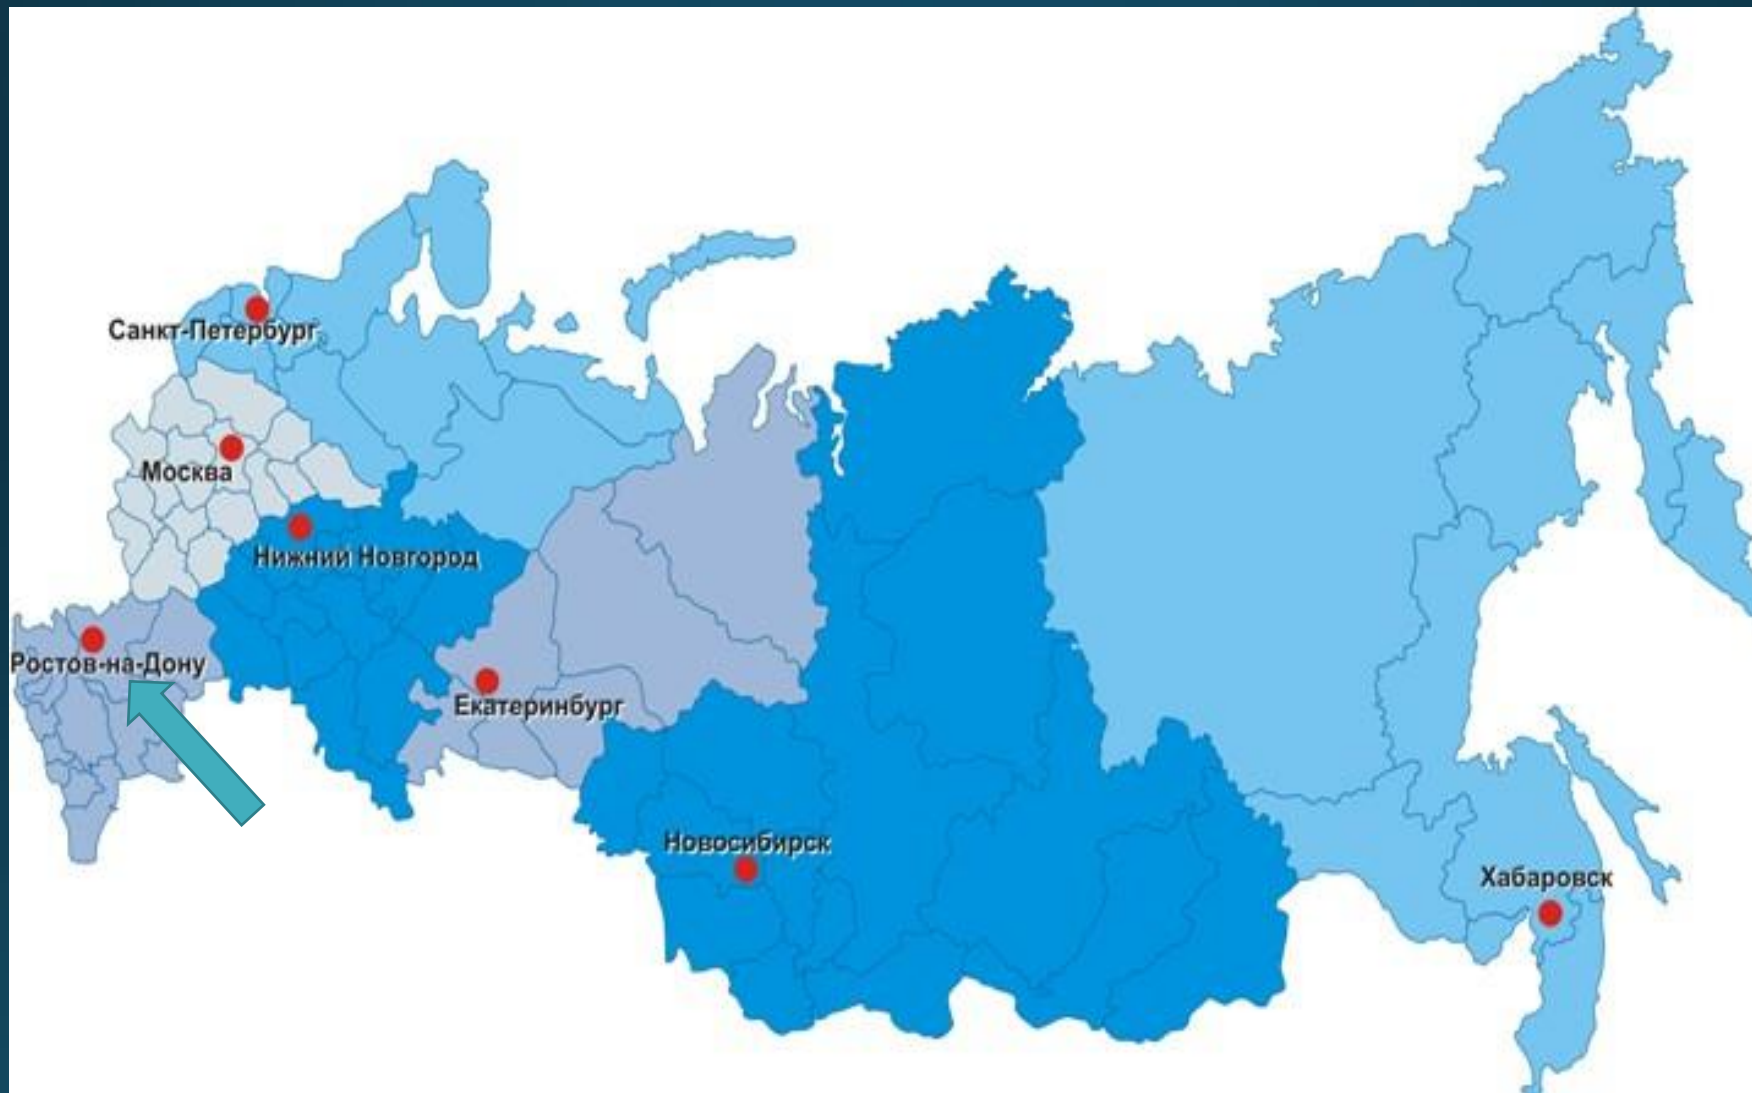 Санкт-Петербург
Москва
Нижний Новгород
Ростов-на-Дону
Екатеринбург
Новосибирск
Хабаровск